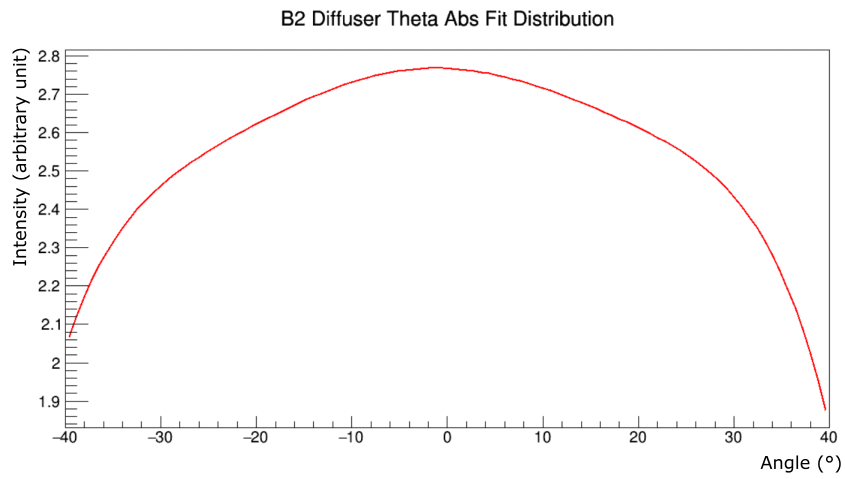 B2 Diffuser Theta Abs Fit Distribution
Intensity (arbitrary unit)
2.8
2.7
2.6
2.5
2.4
2.3
2.2
2.1
2
1.9
−40 −30 −20 −10 0 10 20 30 40
Angle (°)